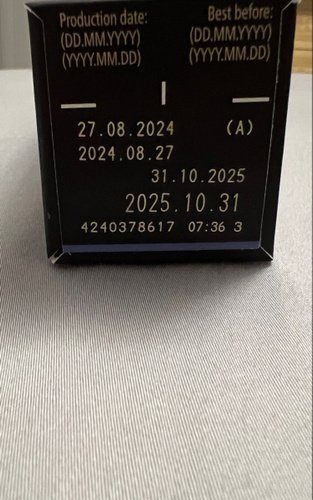 Production date: Best before:
(DD.MM.YYYY) (DD.MM.YYYY)
(YYYY.MM.DD) (YYYY.MM.DD)
27.08.2024 (A)
2024.08.27
31.10.2025
2025.10.31
4240378617 07:36 3